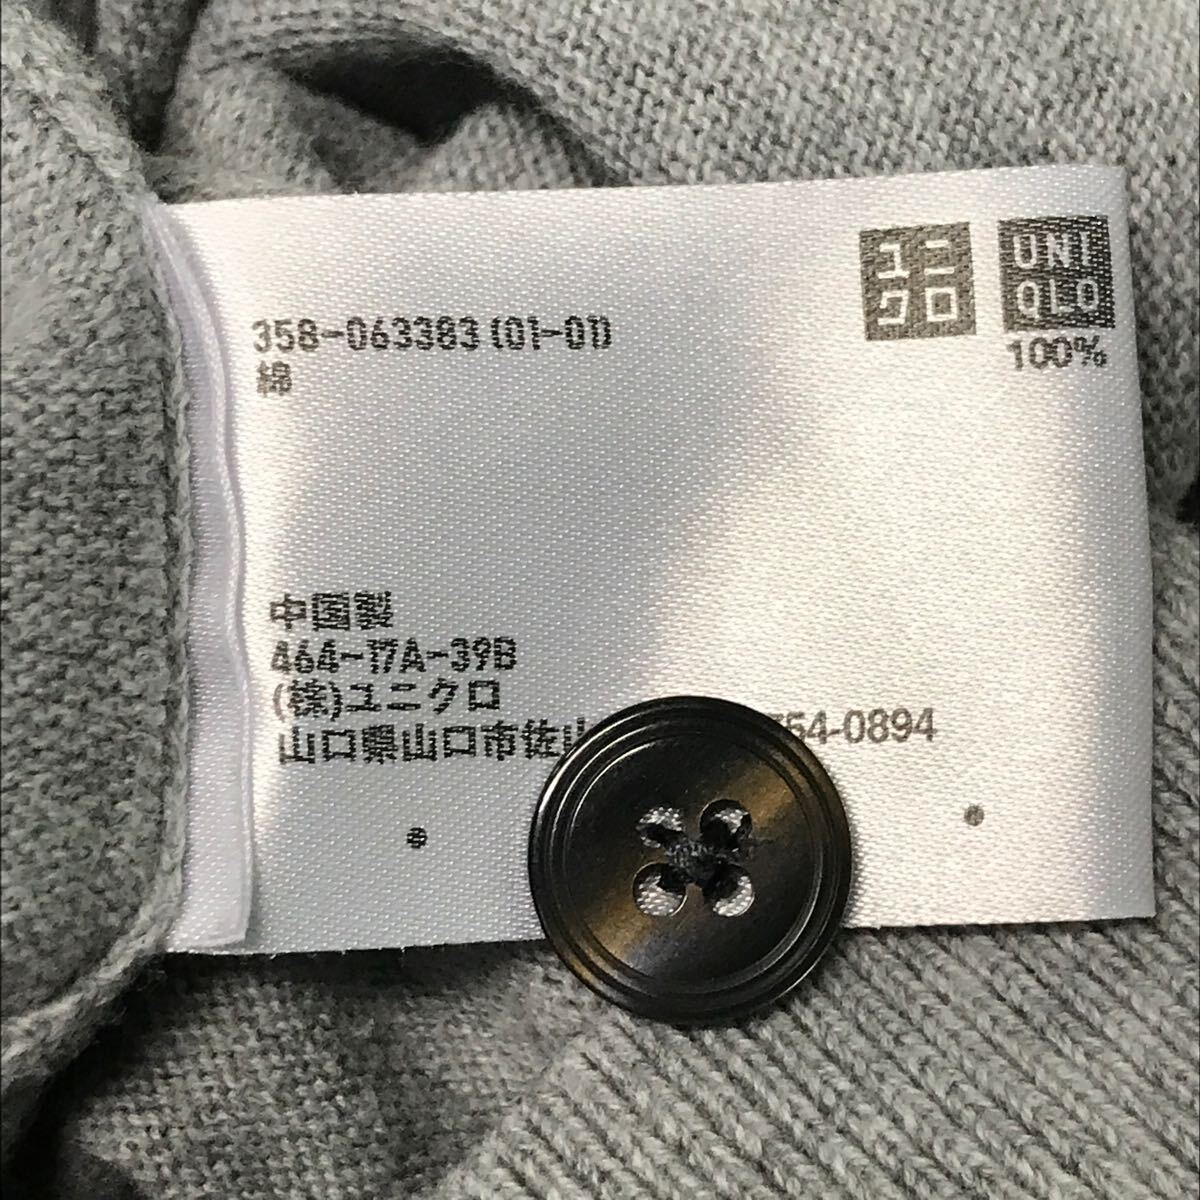 ユニ
クロ
UNI
QLO
358-063383 (01-01)
綿 100%
中国製
464-17A-39B
(株)ユニクロ
山口県山口市佐山 54-0894